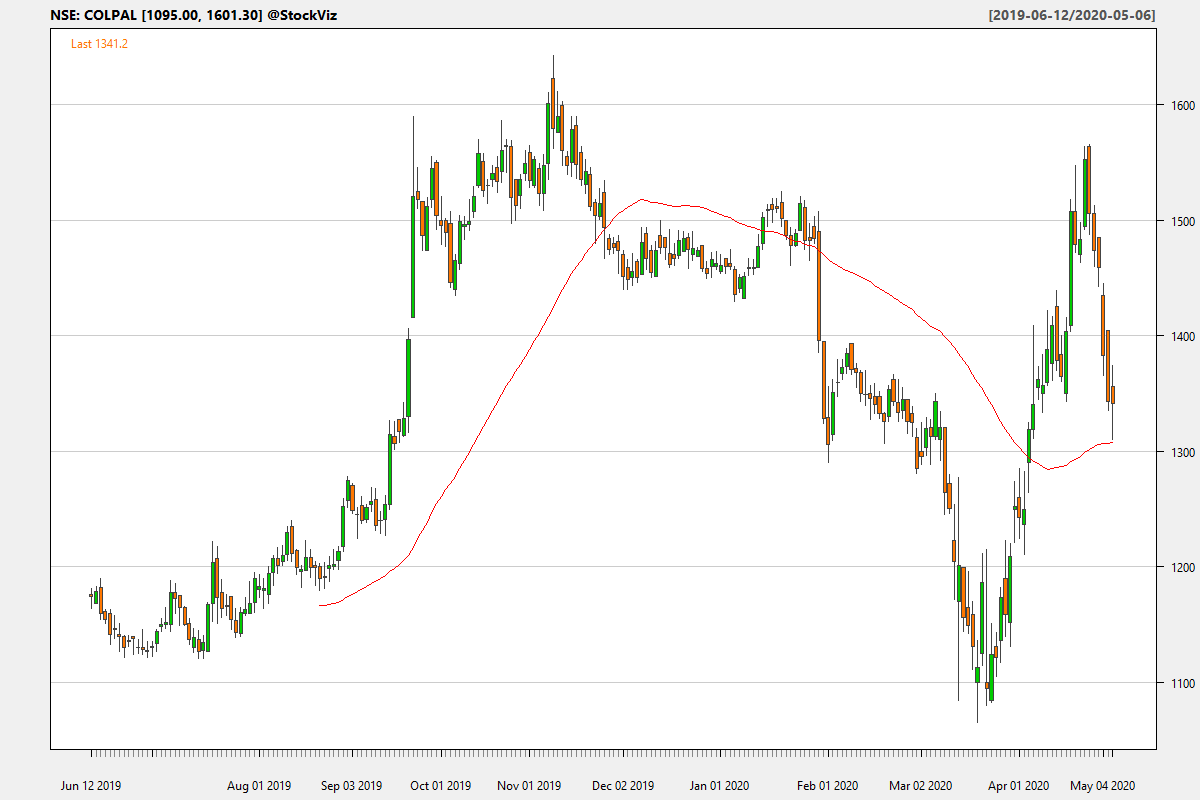 NSE: COLPAL [1095.00, 1601.30] @StockViz
[2019-06-12/2020-05-06]
Last 1341.2
1600
1500
1400
1300
1200
1100
Jun 12 2019
Aug 01 2019
Sep 03 2019
Oct 01 2019
Nov 01 2019
Dec 02 2019
Jan 01 2020
Feb 01 2020
Mar 02 2020
Apr 01 2020
May 04 2020